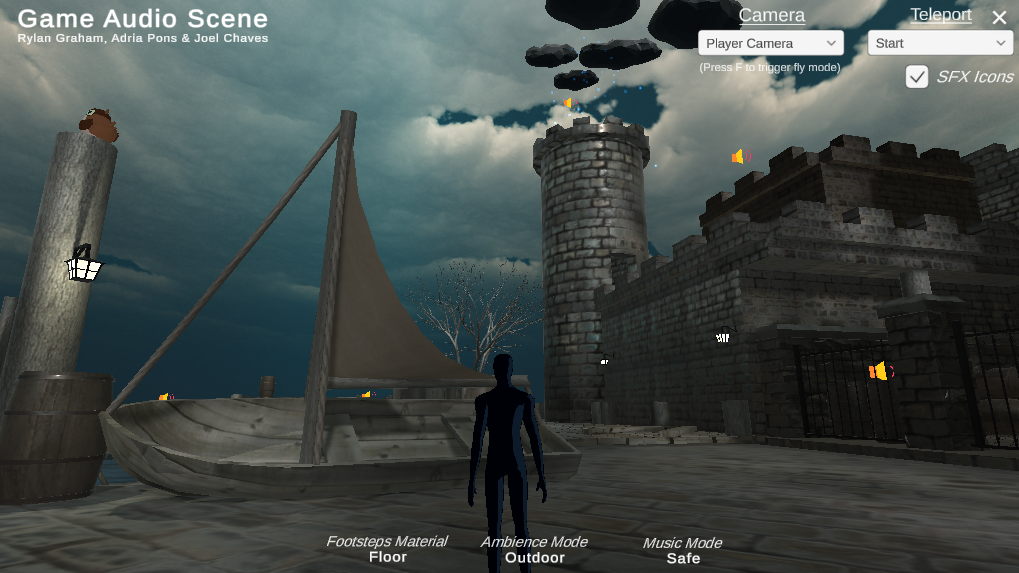 Game Audio Scene
Rylan Graham, Adria Pons & Joel Chaves
Camera
Teleport
Player Camera
Start
(Press F to trigger fly mode)
SFX Icons
Footsteps Material
Floor
Ambience Mode
Outdoor
Music Mode
Safe